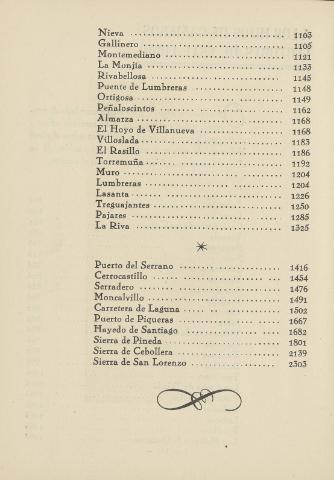 Nieva ........................ 1103
Gallinero ........................ 1105
Montemediano ........................ 1121
La Monjía ........................ 1133
Rivabellosa ........................ 1145
Puente de Lumbreras ........................ 1148
Ortigosa ........................ 1149
Peñaloscintos ........................ 1162
Almarza ........................ 1168
El Hoyo de Villanueva ........................ 1168
Villoslada ........................ 1183
El Rasillo ........................ 1186
Torremuña ........................ 1192
Muro ........................ 1204
Lumbreras ........................ 1204
Lasanta ........................ 1226
Treguajantes ........................ 1250
Pajares ........................ 1285
La Riva ........................ 1325
*
Puerto del Serrano ........................ 1416
Cerrocastillo ........................ 1454
Serradero ........................ 1476
Moncalvillo ........................ 1491
Carretera de Laguna ........................ 1502
Puerto de Piqueras ........................ 1667
Hayedo de Santiago ........................ 1682
Sierra de Pineda ........................ 1801
Sierra de Cebollera ........................ 2139
Sierra de San Lorenzo ........................ 2303